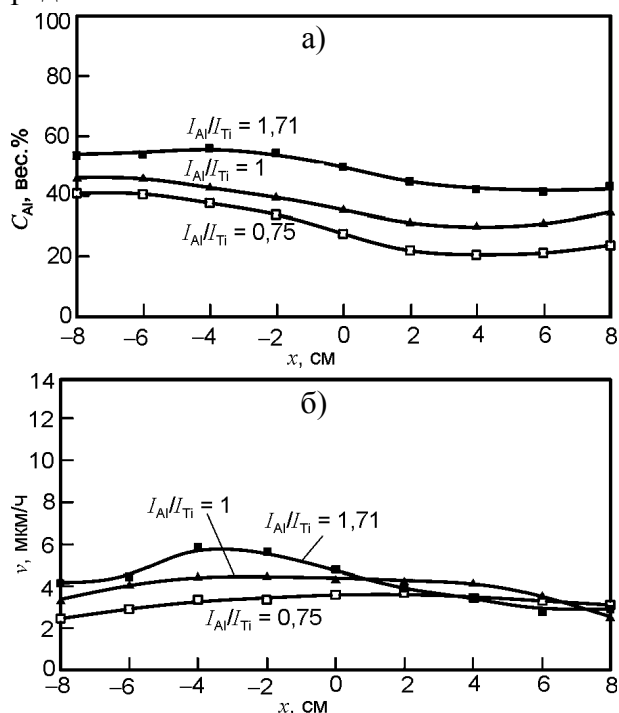 а)
100
80
60
40
20
0
C_Al, вес.%
I_Al/I_Ti = 1,71
I_Al/I_Ti = 1
I_Al/I_Ti = 0,75
–8 –6 –4 –2 0 2 4 6 8
x, см
б)
14
12
10
8
6
4
2
0
v, мкм/ч
I_Al/I_Ti = 1
I_Al/I_Ti = 1,71
I_Al/I_Ti = 0,75
–8 –6 –4 –2 0 2 4 6 8
x, см